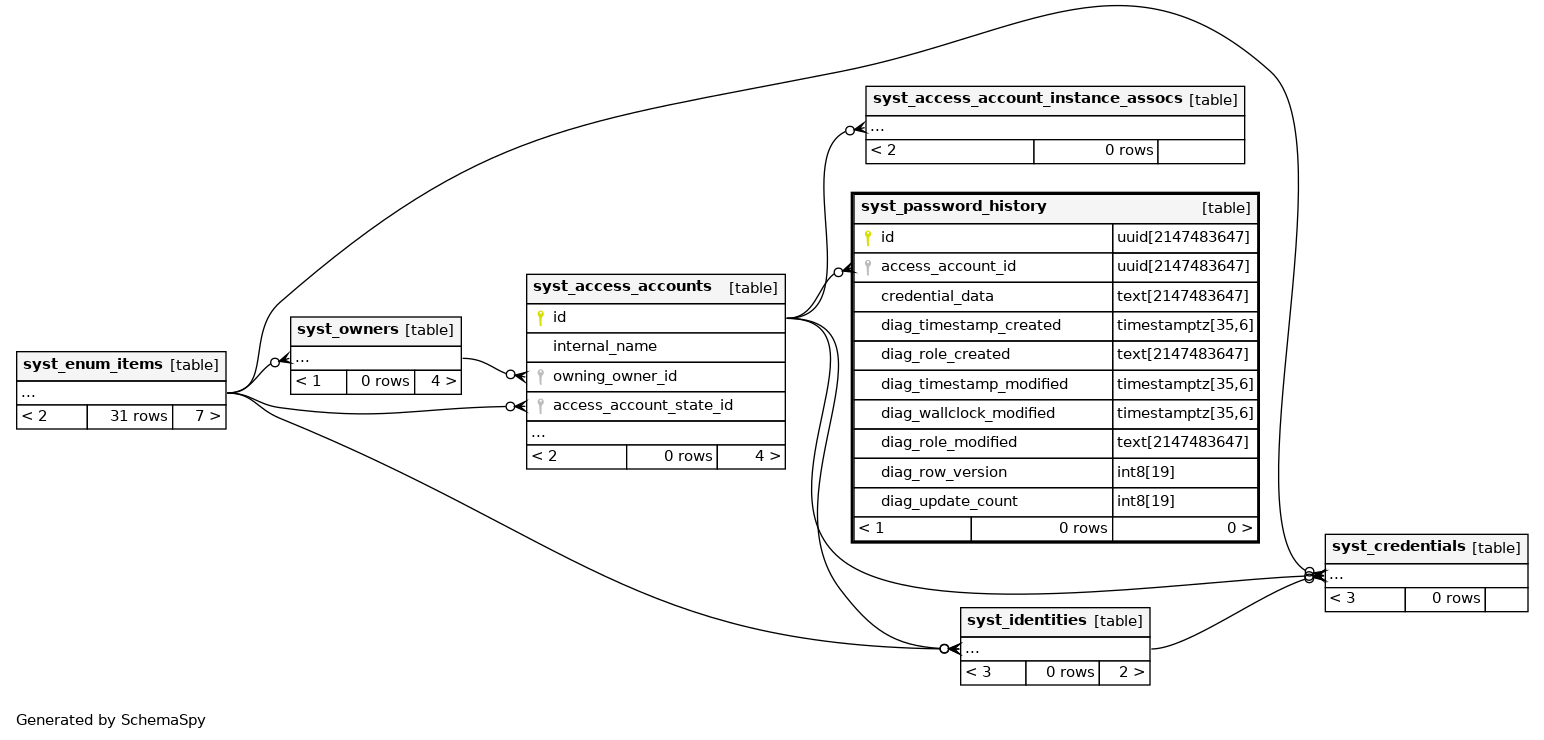 syst_access_account_instance_assocs [table]
...
< 2 0 rows
syst_password_history [table]
id uuid[2147483647]
access_account_id uuid[2147483647]
credential_data text[2147483647]
diag_timestamp_created timestamptz[35,6]
diag_role_created text[2147483647]
diag_timestamp_modified timestamptz[35,6]
diag_wallclock_modified timestamptz[35,6]
diag_role_modified text[2147483647]
diag_row_version int8[19]
diag_update_count int8[19]
< 1 0 rows 0 >
syst_access_accounts [table]
id
internal_name
owning_owner_id
access_account_state_id
...
< 2 0 rows 4 >
syst_owners [table]
...
< 1 0 rows 4 >
syst_enum_items [table]
...
< 2 31 rows 7 >
syst_credentials [table]
...
< 3 0 rows
syst_identities [table]
...
< 3 0 rows 2 >
Generated by SchemaSpy